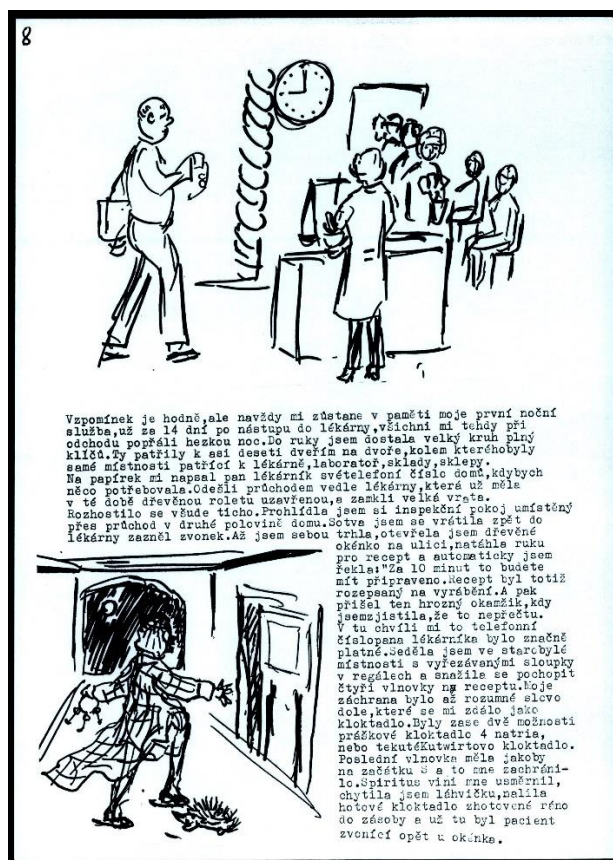 8
Vzpomínek je hodně,ale navždy mi zůstane v paměti moje první noční
služba,už za 14 dní po nástupu do lékárny,všichni mi tehdy při
odchodu popřáli hezkou noc.Do ruky jsem dostala velký kruh plný
klíčů.Ty patřily k asi deseti dveřím na dvoře,kolem kteréhobyly
samé místnosti patřící k lékárně,laboratoř,sklady,sklepy.
Na papírek mi napsal pan lékárník svételefoní číslo domů,kdybych
něco potřebovala.Odešli průchodem vedle lékárny,která už měla
v té době dřevěnou roletu uzavřenou,a zamkli velká vrata.
Rozhostilo se všude ticho.Prohlídla jsem si inspekční pokoj umístěný
přes průchod v druhé polovině domu.Sotva jsem se vrátila zpět do
lékárny zazněl zvonek.Až jsem sebou trhla,otevřela jsem dřevěné
okénko na ulici,natáhla ruku
pro recept a automaticky jsem
řekla:"Za 10 minut to budete
mít připraveno.Recept byl totiž
rozepsaný na vyrábění.A pak
přišel ten hrozný okamžik,kdy
jsemzjistila,že to nepřečtu.
V tu chvíli mi to telefonní
číslopana lékárníka bylo značně
platné.Seděla jsem ve starobylé
místnosti s vyřezávanými sloupky
v regálech a snažila se pochopit
čtyři vlnovky na receptu.Moje
záchrana bylo až rozumné slovo
dole,které se mi zdálo jako
kloktadlo.Byly zase dvě možnosti
práškové kloktadlo 4 natria,
nebo tekutéKutwirtovo kloktadlo.
Poslední vlnovka měla jakoby
na začátku S a to mne zachráni-
lo.Spiritus vini mne usměrnil,
chytila jsem láhvičku,nalila
hotové kloktadlo zhotovené ráno
do zásoby a už tu byl pacient
zvonící opět u okénka.